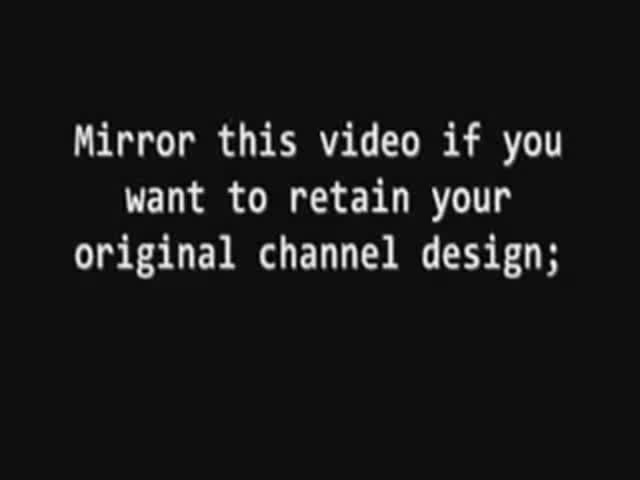 Mirror this video if you
want to retain your
original channel design;